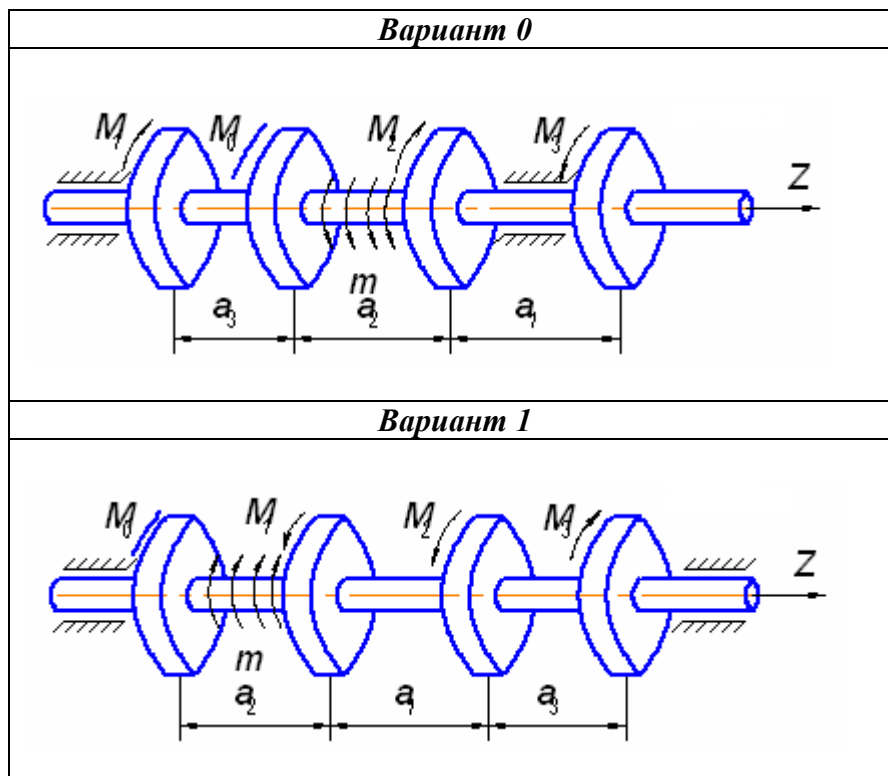 Вариант 0
M₁ M₀ M₂ M₃ Z
m
a₃ a₂ a₁
Вариант 1
M₀ M₁ M₂ M₃ Z
m
a₂ a₁ a₃